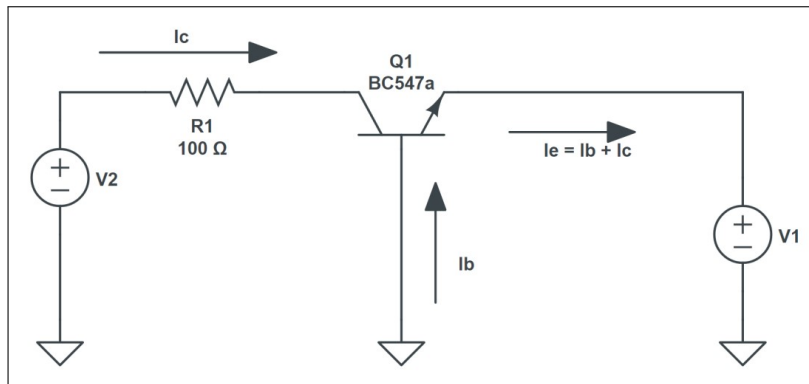 Ic
Q1
BC547a
R1
100 Ω
Ie = Ib + Ic
+
−
V2
+
−
V1
Ib